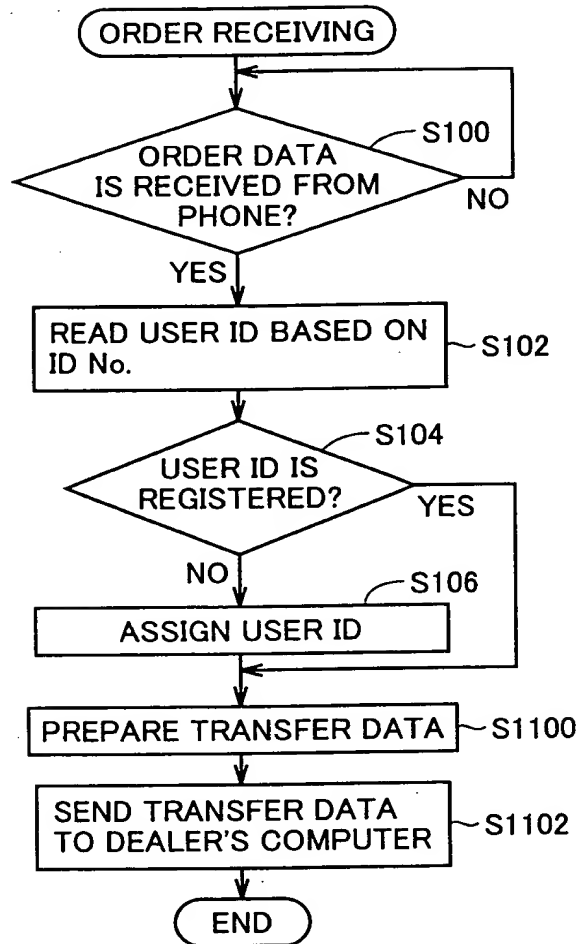 ORDER RECEIVING
S100
ORDER DATA
IS RECEIVED FROM
PHONE?
NO
YES
READ USER ID BASED ON
ID No.
S102
S104
USER ID IS
REGISTERED?
YES
NO
S106
ASSIGN USER ID
PREPARE TRANSFER DATA
S1100
SEND TRANSFER DATA
TO DEALER'S COMPUTER
S1102
END